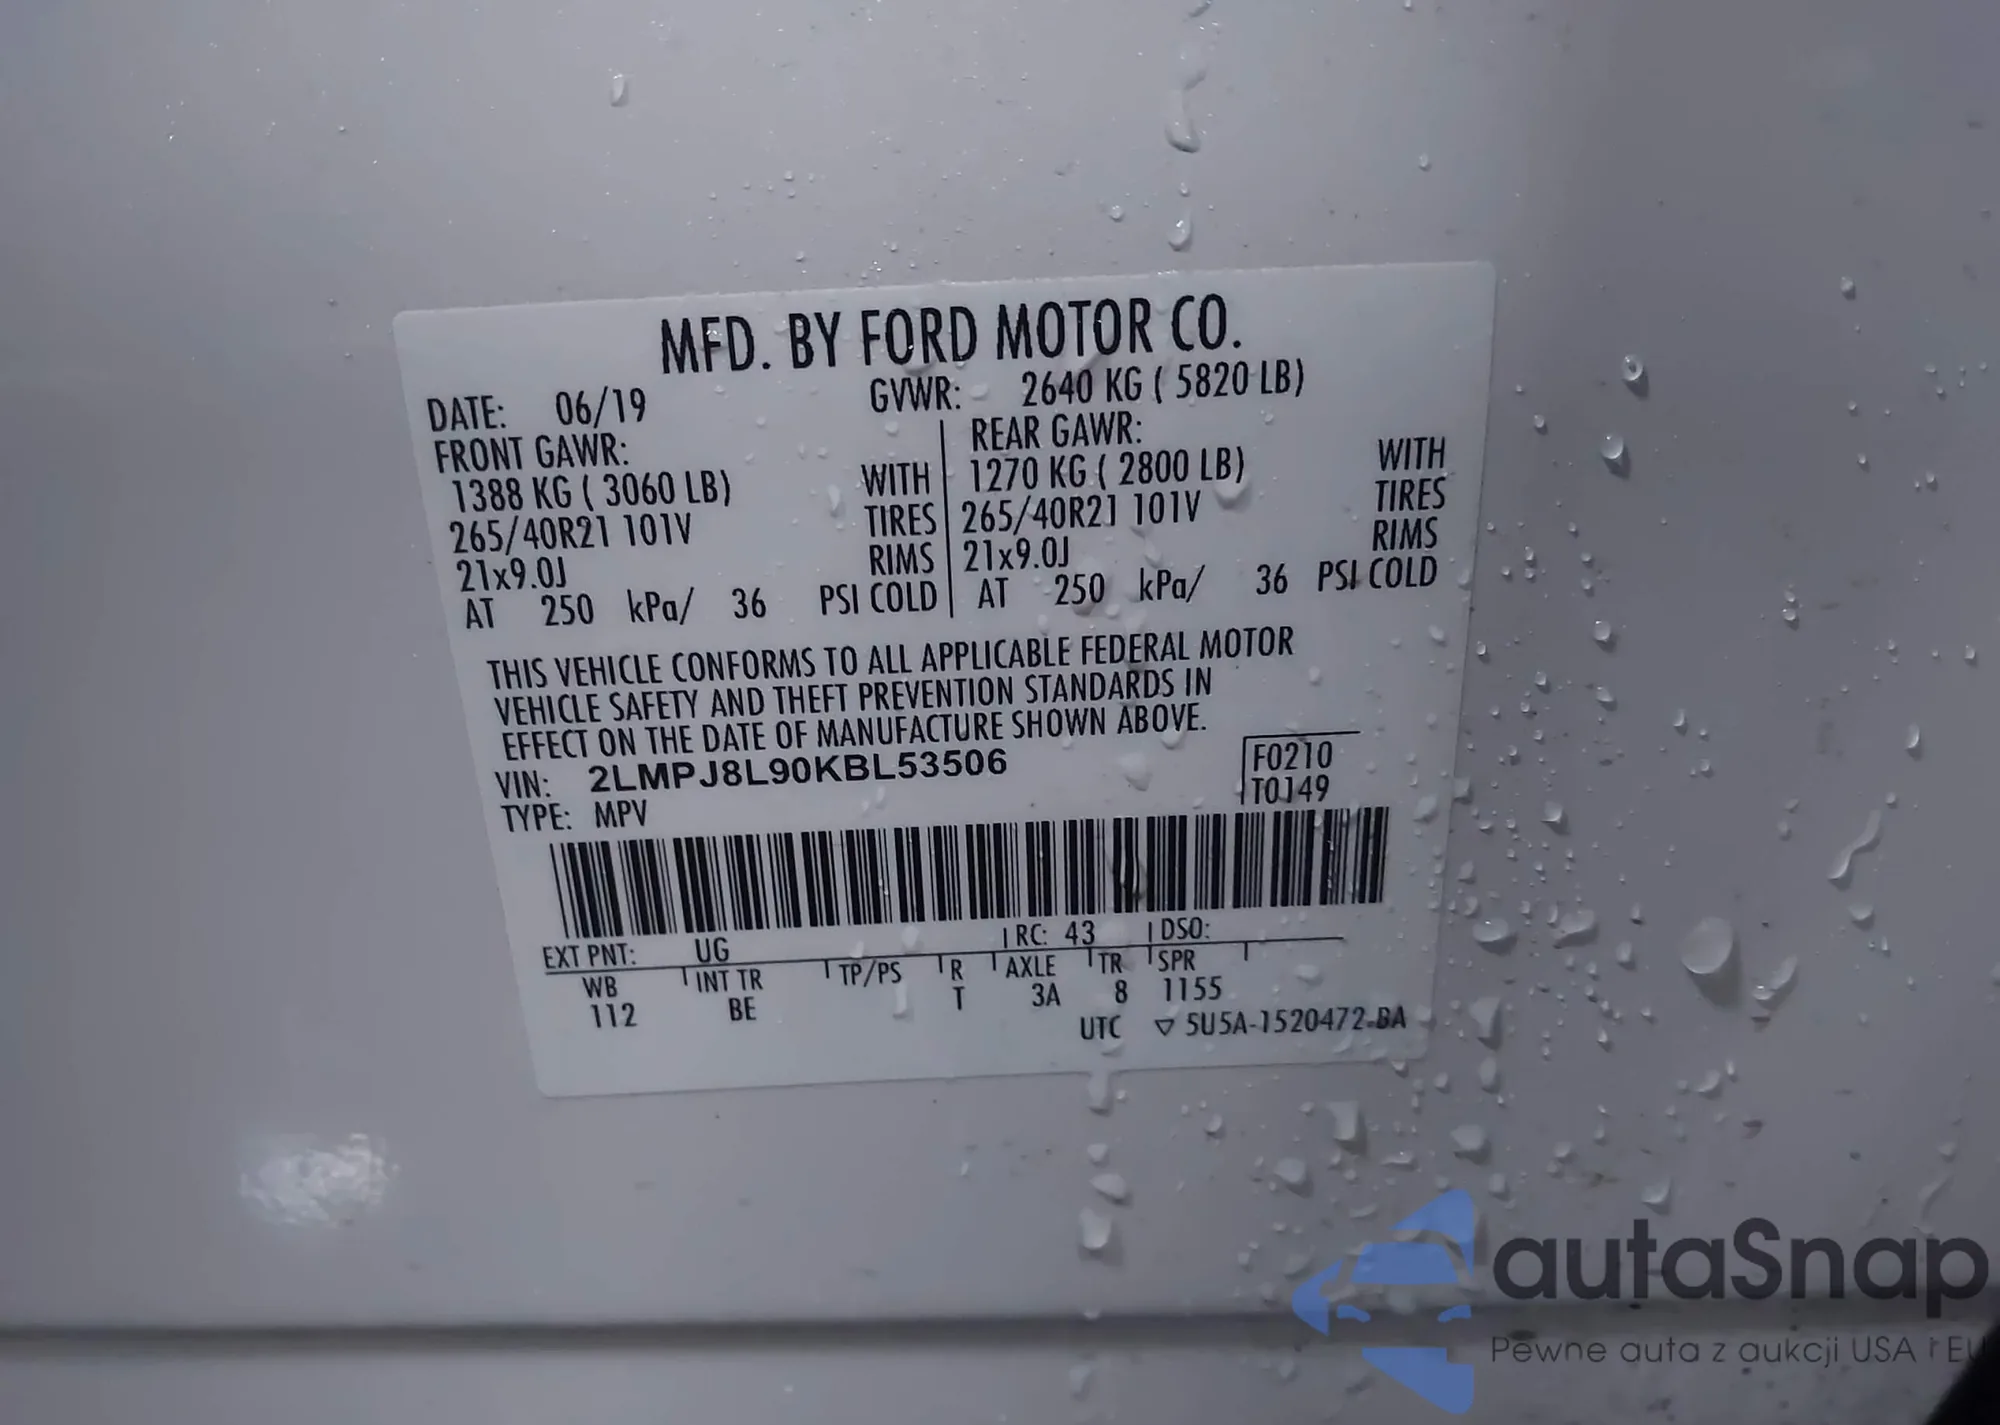 MFD. BY FORD MOTOR CO.
DATE: 06/19 GVWR: 2640 KG ( 5820 LB)
FRONT GAWR: REAR GAWR:
1388 KG ( 3060 LB) WITH 1270 KG ( 2800 LB) WITH
265/40R21 101V TIRES 265/40R21 101V TIRES
21x9.0J RIMS 21x9.0J RIMS
AT 250 kPa/ 36 PSI COLD AT 250 kPa/ 36 PSI COLD
THIS VEHICLE CONFORMS TO ALL APPLICABLE FEDERAL MOTOR
VEHICLE SAFETY AND THEFT PREVENTION STANDARDS IN
EFFECT ON THE DATE OF MANUFACTURE SHOWN ABOVE.
VIN: 2LMPJ8L90KBL53506 F0210
TYPE: MPV T0149
EXT PNT: UG RC: 43 DSO:
WB INT TR TP/PS R AXLE TR SPR
112 BE T 3A 8 1155
UTC ▽ 5U5A-1520472-BA
autaSnap
Pewne auta z aukcji USA i EU